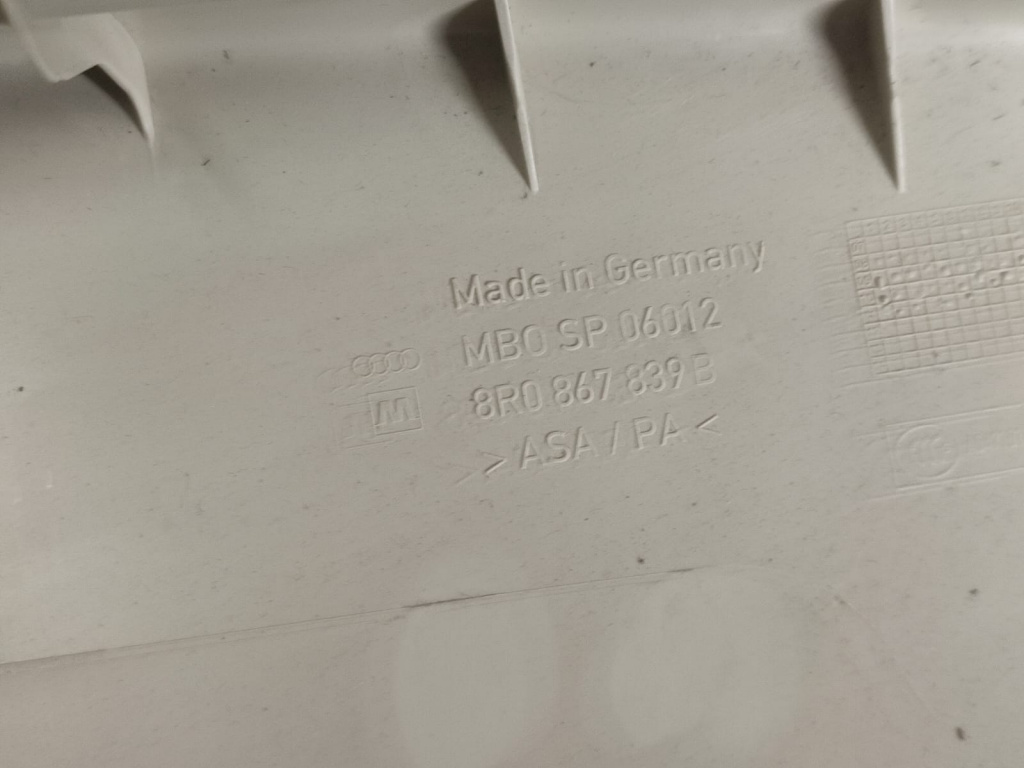 Made in Germany
MBO SP 06012
8R0 867 839 B
>ASA / PA<